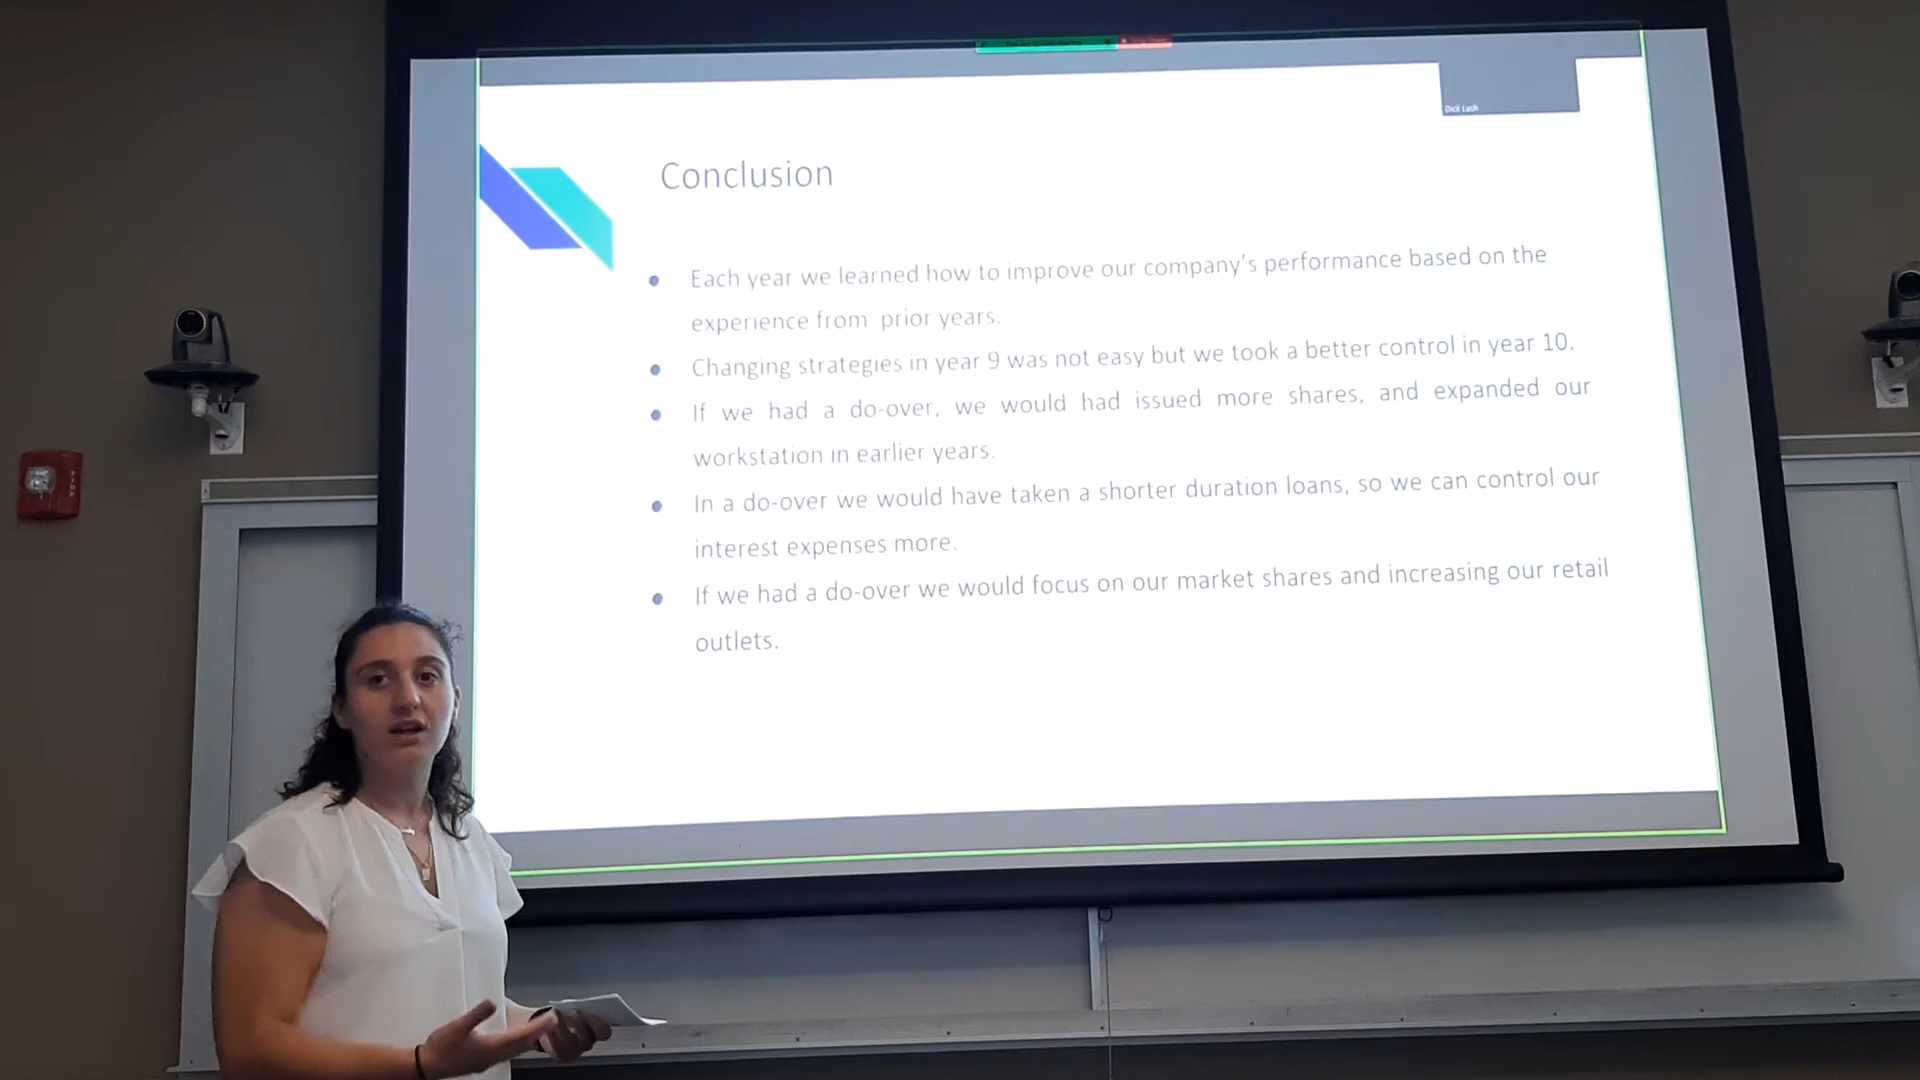 Dick Lush
Conclusion
Each year we learned how to improve our company's performance based on the
experience from prior years.
Changing strategies in year 9 was not easy but we took a better control in year 10.
If we had a do-over, we would had issued more shares, and expanded our
workstation in earlier years.
In a do-over we would have taken a shorter duration loans, so we can control our
interest expenses more.
If we had a do-over we would focus on our market shares and increasing our retail
outlets.